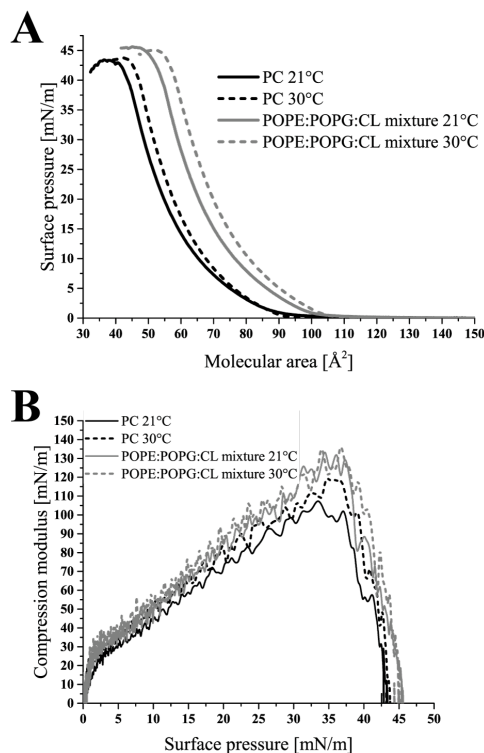 A
Surface pressure [mN/m]
50
45
40
35
30
25
20
15
10
5
0
PC 21°C
PC 30°C
POPE:POPG:CL mixture 21°C
POPE:POPG:CL mixture 30°C
30 40 50 60 70 80 90 100 110 120 130 140 150
Molecular area [Å²]
B
Compression modulus [mN/m]
150
140
130
120
110
100
90
80
70
60
50
40
30
20
10
0
PC 21°C
PC 30°C
POPE:POPG:CL mixture 21°C
POPE:POPG:CL mixture 30°C
0 5 10 15 20 25 30 35 40 45 50
Surface pressure [mN/m]